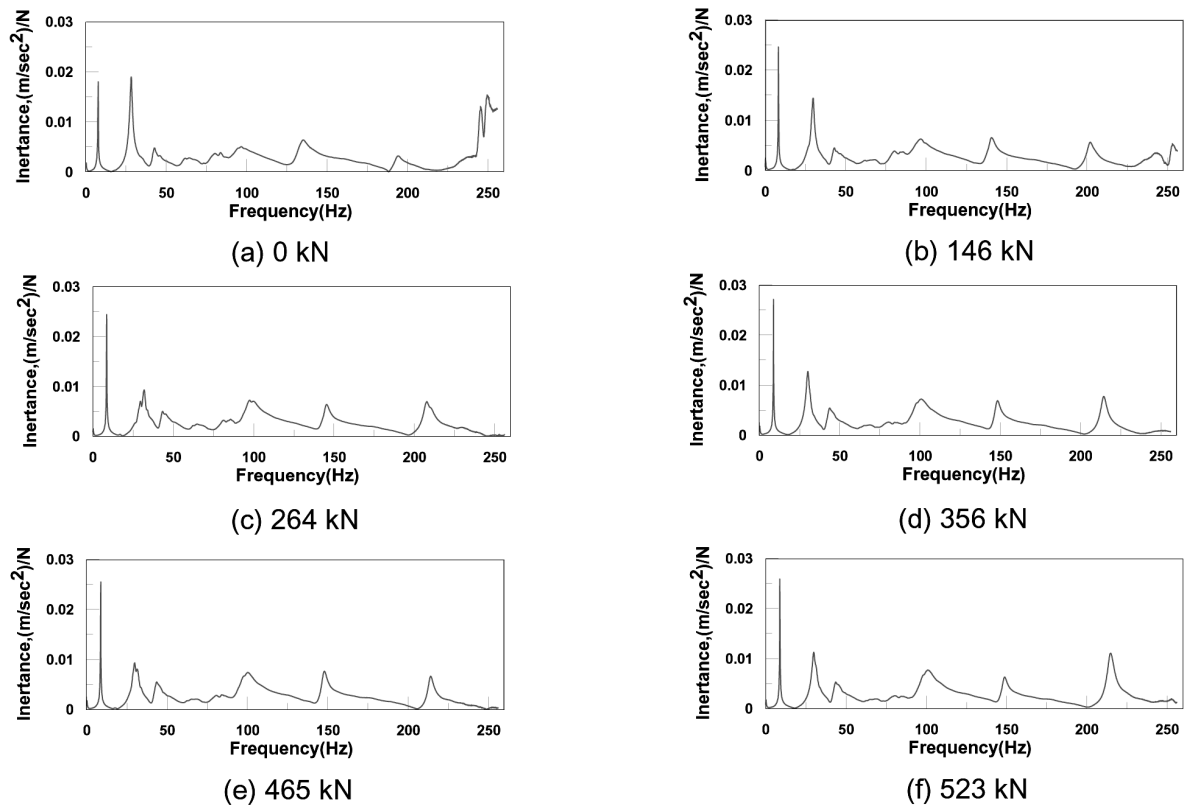 0.03
0.02
0.01
0
Inertance,(m/sec2)/N
0 50 100 150 200 250
Frequency(Hz)
(a) 0 kN
0.03
0.02
0.01
0
Inertance,(m/sec2)/N
0 50 100 150 200 250
Frequency(Hz)
(b) 146 kN
0.03
0.02
0.01
0
Inertance,(m/sec2)/N
0 50 100 150 200 250
Frequency(Hz)
(c) 264 kN
0.03
0.02
0.01
0
Inertance,(m/sec2)/N
0 50 100 150 200 250
Frequency(Hz)
(d) 356 kN
0.03
0.02
0.01
0
Inertance,(m/sec2)/N
0 50 100 150 200 250
Frequency(Hz)
(e) 465 kN
0.03
0.02
0.01
0
Inertance,(m/sec2)/N
0 50 100 150 200 250
Frequency(Hz)
(f) 523 kN